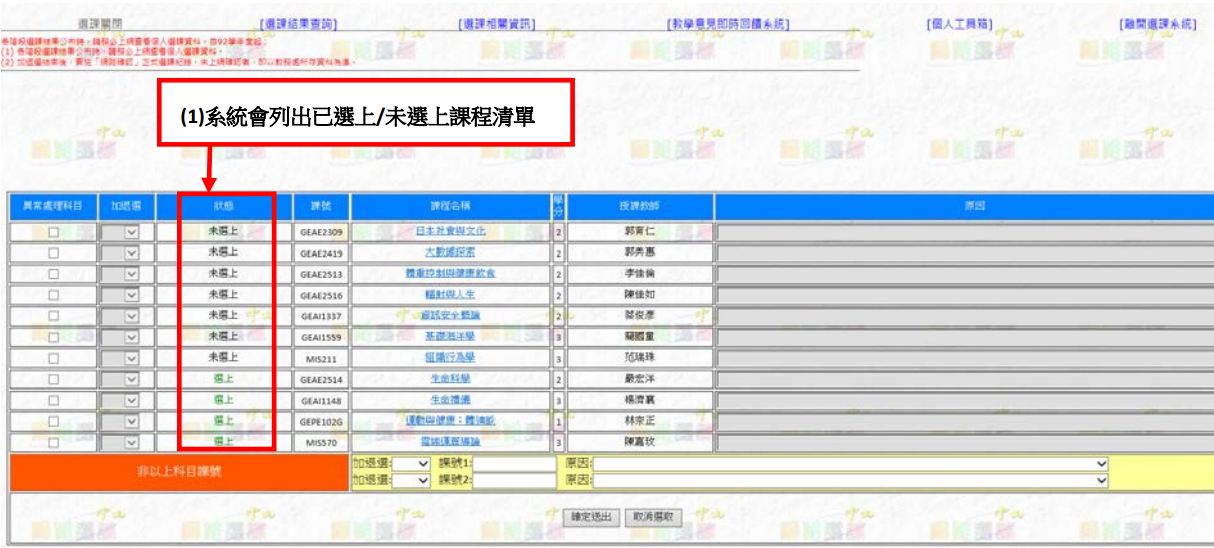 選課關閉 [選課結果查詢] [選課相關資訊] [教學意見即時回饋系統] [個人工具箱] [離開選課系統]
各階段選課結果公布時，請務必上網查看個人選課資料，自92學年度起：
(1) 各階段選課結果公布時，請務必上網查看個人選課資料。
(2) 加退選結束後，需在「網路確認」正式選課紀錄，未上網確認者，即以教務處所存資料為準。
(1)系統會列出已選上/未選上課程清單
異常處理科目 加退選 狀態 課號 課程名稱 學分 授課教師 原因
未選上 GEAE2309 日本社會與文化 2 郭育仁
未選上 GEAE2419 大數據探索 2 郭美惠
未選上 GEAE2513 體重控制與健康飲食 2 李佳倫
未選上 GEAE2516 輻射與人生 2 陳佳如
未選上 GEAI1337 資訊安全概論 2 蔡俊彥
未選上 GEAI1559 基礎海洋學 3 簡國童
未選上 MIS211 組織行為學 3 范瑞珠
選上 GEAE2514 生命科學 2 嚴宏洋
選上 GEAI1148 生命禮儀 3 楊濟襄
選上 GEPE102G 運動與健康：體適能 1 林宗正
選上 MIS570 雲端運算導論 3 陳嘉玫
非以上科目課號 加退選: 課號1: 原因:
加退選: 課號2: 原因:
確定送出 取消選取